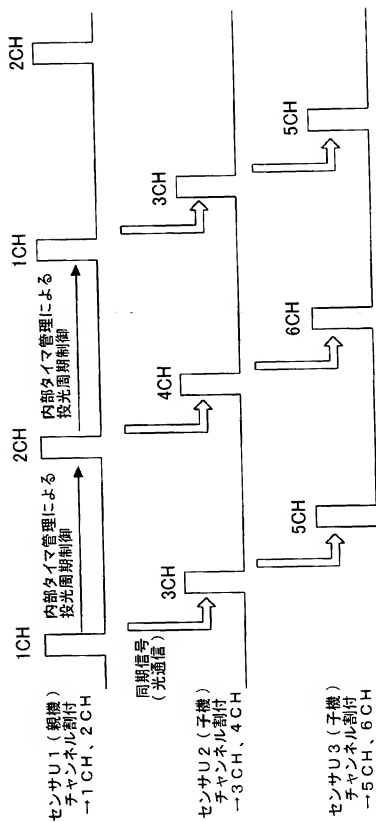 1CH
2CH
1CH
2CH
内部タイマ管理による
投光周期制御
内部タイマ管理による
投光周期制御
センサU1(親機)
チャンネル割付
→1CH、2CH
同期信号
(光通信)
3CH
4CH
3CH
センサU2(子機)
チャンネル割付
→3CH、4CH
5CH
6CH
5CH
センサU3(子機)
チャンネル割付
→5CH、6CH